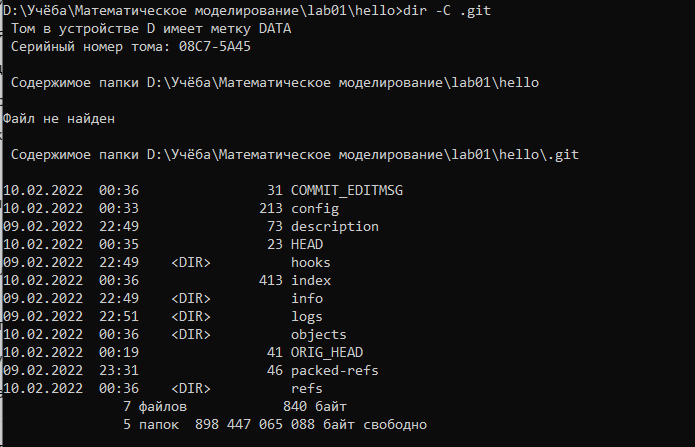 D:\Учёба\Математическое моделирование\lab01\hello>dir -C .git
Том в устройстве D имеет метку DATA
Серийный номер тома: 08C7-5A45
Содержимое папки D:\Учёба\Математическое моделирование\lab01\hello
Файл не найден
Содержимое папки D:\Учёба\Математическое моделирование\lab01\hello\.git
10.02.2022  00:36                31 COMMIT_EDITMSG
10.02.2022  00:33               213 config
09.02.2022  22:49                73 description
10.02.2022  00:35                23 HEAD
09.02.2022  22:49    <DIR>          hooks
10.02.2022  00:36               413 index
09.02.2022  22:49    <DIR>          info
09.02.2022  22:51    <DIR>          logs
10.02.2022  00:36    <DIR>          objects
10.02.2022  00:19                41 ORIG_HEAD
09.02.2022  23:31                46 packed-refs
10.02.2022  00:36    <DIR>          refs
7 файлов            840 байт
5 папок  898 447 065 088 байт свободно